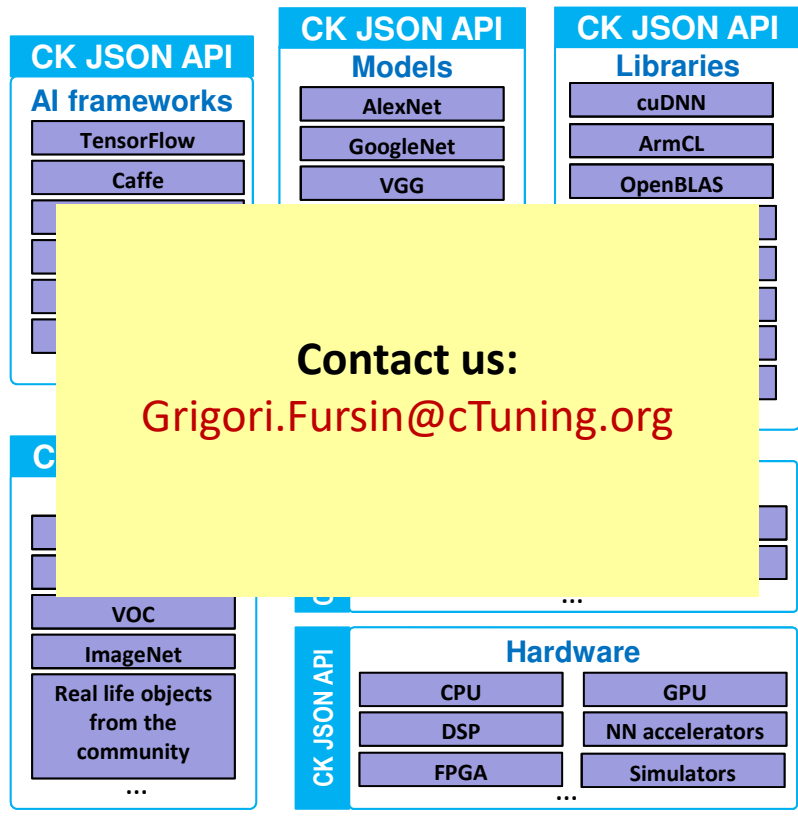 CK JSON API
AI frameworks
TensorFlow
Caffe
CK JSON API
Models
AlexNet
GoogleNet
VGG
CK JSON API
Libraries
cuDNN
ArmCL
OpenBLAS
Contact us:
Grigori.Fursin@cTuning.org
C
VOC
ImageNet
Real life objects
from the
community
...
...
CK JSON API
Hardware
CPU
GPU
DSP
NN accelerators
FPGA
Simulators
...